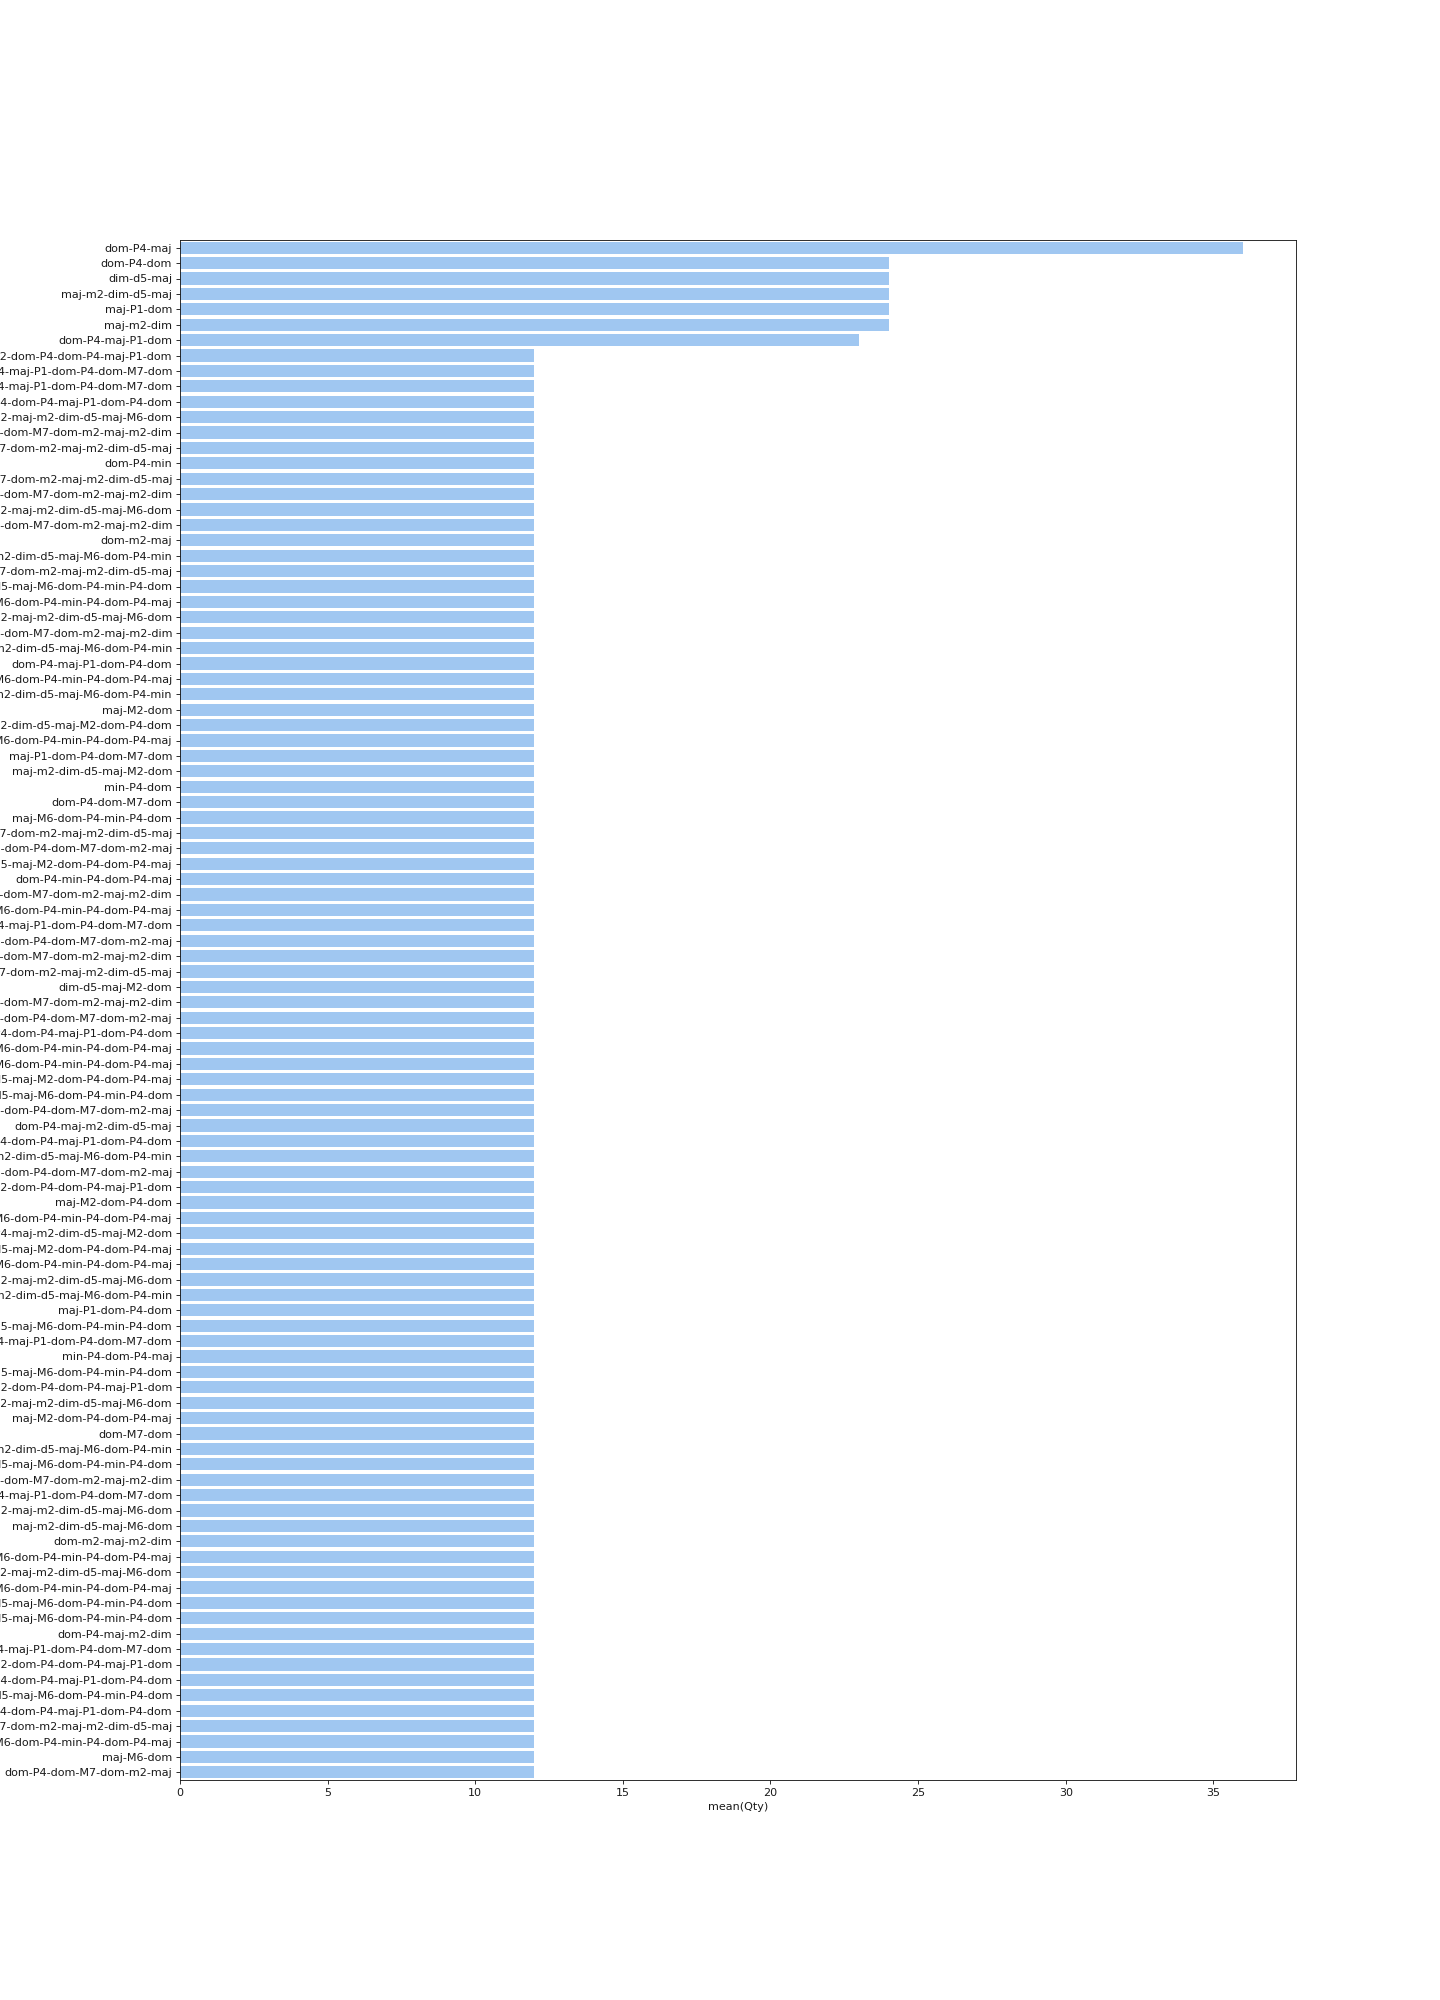 dom-P4-maj
dom-P4-dom
dim-d5-maj
maj-m2-dim-d5-maj
maj-P1-dom
maj-m2-dim
dom-P4-maj-P1-dom
2-dom-P4-dom-P4-maj-P1-dom
4-maj-P1-dom-P4-dom-M7-dom
4-maj-P1-dom-P4-dom-M7-dom
4-dom-P4-maj-P1-dom-P4-dom
2-maj-m2-dim-d5-maj-M6-dom
-dom-M7-dom-m2-maj-m2-dim
7-dom-m2-maj-m2-dim-d5-maj
dom-P4-min
7-dom-m2-maj-m2-dim-d5-maj
-dom-M7-dom-m2-maj-m2-dim
2-maj-m2-dim-d5-maj-M6-dom
-dom-M7-dom-m2-maj-m2-dim
dom-m2-maj
m2-dim-d5-maj-M6-dom-P4-min
7-dom-m2-maj-m2-dim-d5-maj
d5-maj-M6-dom-P4-min-P4-dom
M6-dom-P4-min-P4-dom-P4-maj
2-maj-m2-dim-d5-maj-M6-dom
-dom-M7-dom-m2-maj-m2-dim
m2-dim-d5-maj-M6-dom-P4-min
dom-P4-maj-P1-dom-P4-dom
M6-dom-P4-min-P4-dom-P4-maj
m2-dim-d5-maj-M6-dom-P4-min
maj-M2-dom
2-dim-d5-maj-M2-dom-P4-dom
M6-dom-P4-min-P4-dom-P4-maj
maj-P1-dom-P4-dom-M7-dom
maj-m2-dim-d5-maj-M2-dom
min-P4-dom
dom-P4-dom-M7-dom
maj-M6-dom-P4-min-P4-dom
7-dom-m2-maj-m2-dim-d5-maj
-dom-P4-dom-M7-dom-m2-maj
5-maj-M2-dom-P4-dom-P4-maj
dom-P4-min-P4-dom-P4-maj
-dom-M7-dom-m2-maj-m2-dim
M6-dom-P4-min-P4-dom-P4-maj
4-maj-P1-dom-P4-dom-M7-dom
-dom-P4-dom-M7-dom-m2-maj
-dom-M7-dom-m2-maj-m2-dim
7-dom-m2-maj-m2-dim-d5-maj
dim-d5-maj-M2-dom
-dom-M7-dom-m2-maj-m2-dim
-dom-P4-dom-M7-dom-m2-maj
P4-dom-P4-maj-P1-dom-P4-dom
M6-dom-P4-min-P4-dom-P4-maj
M6-dom-P4-min-P4-dom-P4-maj
d5-maj-M2-dom-P4-dom-P4-maj
d5-maj-M6-dom-P4-min-P4-dom
-dom-P4-dom-M7-dom-m2-maj
dom-P4-maj-m2-dim-d5-maj
4-dom-P4-maj-P1-dom-P4-dom
m2-dim-d5-maj-M6-dom-P4-min
-dom-P4-dom-M7-dom-m2-maj
2-dom-P4-dom-P4-maj-P1-dom
maj-M2-dom-P4-dom
M6-dom-P4-min-P4-dom-P4-maj
P4-maj-m2-dim-d5-maj-M2-dom
d5-maj-M2-dom-P4-dom-P4-maj
M6-dom-P4-min-P4-dom-P4-maj
2-maj-m2-dim-d5-maj-M6-dom
m2-dim-d5-maj-M6-dom-P4-min
maj-P1-dom-P4-dom
5-maj-M6-dom-P4-min-P4-dom
4-maj-P1-dom-P4-dom-M7-dom
min-P4-dom-P4-maj
5-maj-M6-dom-P4-min-P4-dom
2-dom-P4-dom-P4-maj-P1-dom
2-maj-m2-dim-d5-maj-M6-dom
maj-M2-dom-P4-dom-P4-maj
dom-M7-dom
m2-dim-d5-maj-M6-dom-P4-min
d5-maj-M6-dom-P4-min-P4-dom
-dom-M7-dom-m2-maj-m2-dim
4-maj-P1-dom-P4-dom-M7-dom
2-maj-m2-dim-d5-maj-M6-dom
maj-m2-dim-d5-maj-M6-dom
dom-m2-maj-m2-dim
M6-dom-P4-min-P4-dom-P4-maj
2-maj-m2-dim-d5-maj-M6-dom
M6-dom-P4-min-P4-dom-P4-maj
d5-maj-M6-dom-P4-min-P4-dom
d5-maj-M6-dom-P4-min-P4-dom
dom-P4-maj-m2-dim
4-maj-P1-dom-P4-dom-M7-dom
2-dom-P4-dom-P4-maj-P1-dom
4-dom-P4-maj-P1-dom-P4-dom
d5-maj-M6-dom-P4-min-P4-dom
4-dom-P4-maj-P1-dom-P4-dom
7-dom-m2-maj-m2-dim-d5-maj
M6-dom-P4-min-P4-dom-P4-maj
maj-M6-dom
dom-P4-dom-M7-dom-m2-maj
0 5 10 15 20 25 30 35
mean(Qty)